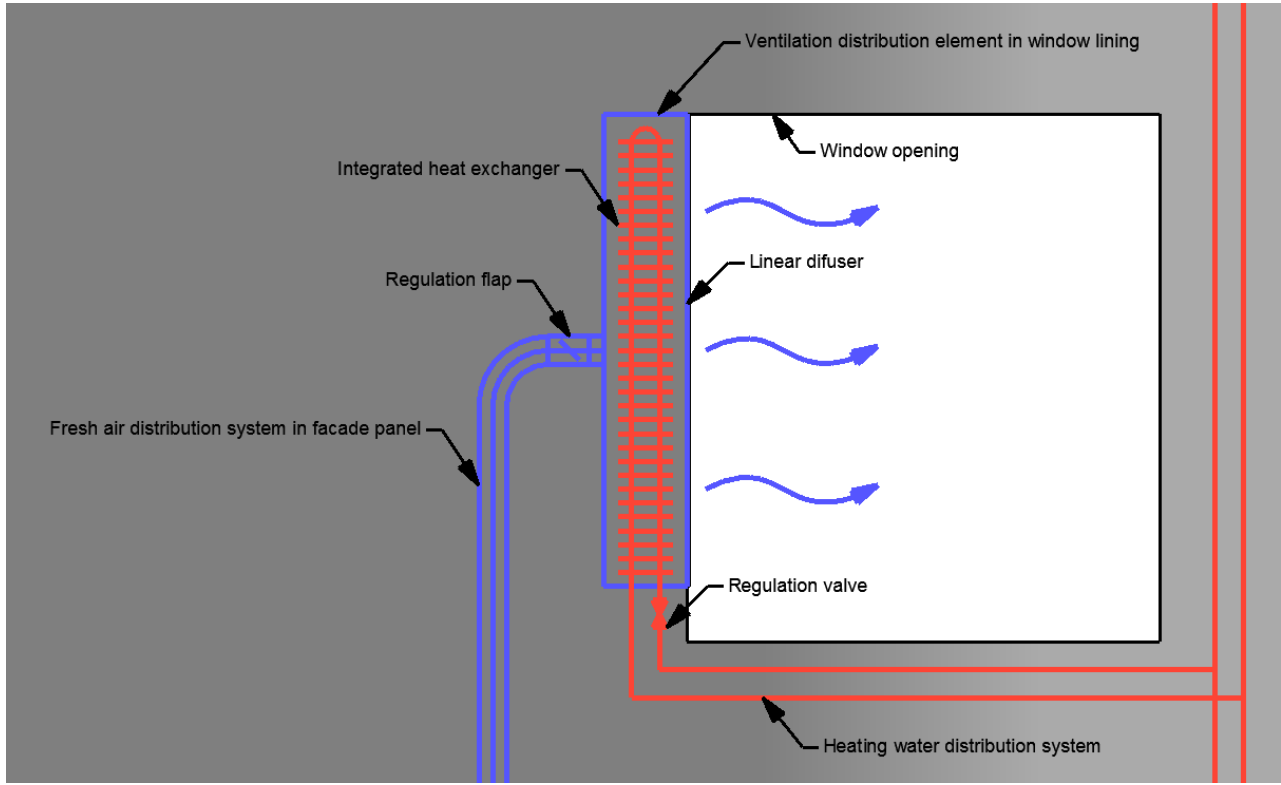 Ventilation distribution element in window lining
Window opening
Integrated heat exchanger
Linear difuser
Regulation flap
Fresh air distribution system in facade panel
Regulation valve
Heating water distribution system